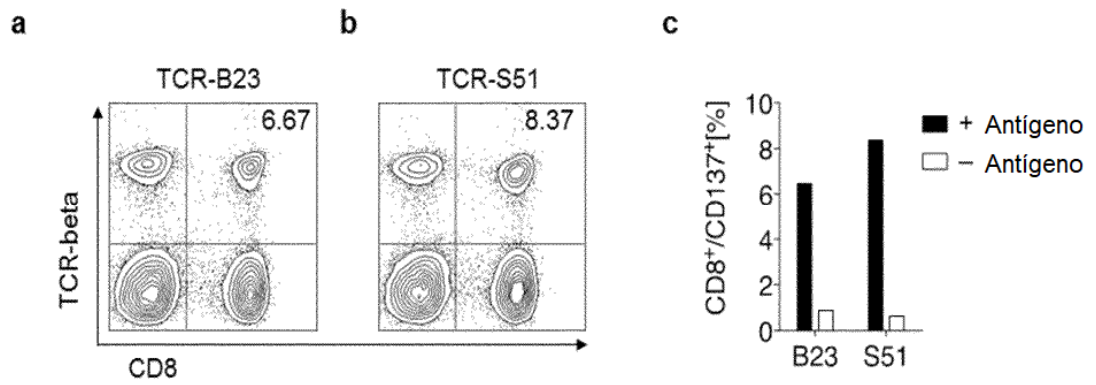 a
b
c
TCR-B23
TCR-S51
6.67
8.37
TCR-beta
CD8
CD8+/CD137+[%]
10
8
6
4
2
0
B23
S51
+ Antígeno
− Antígeno